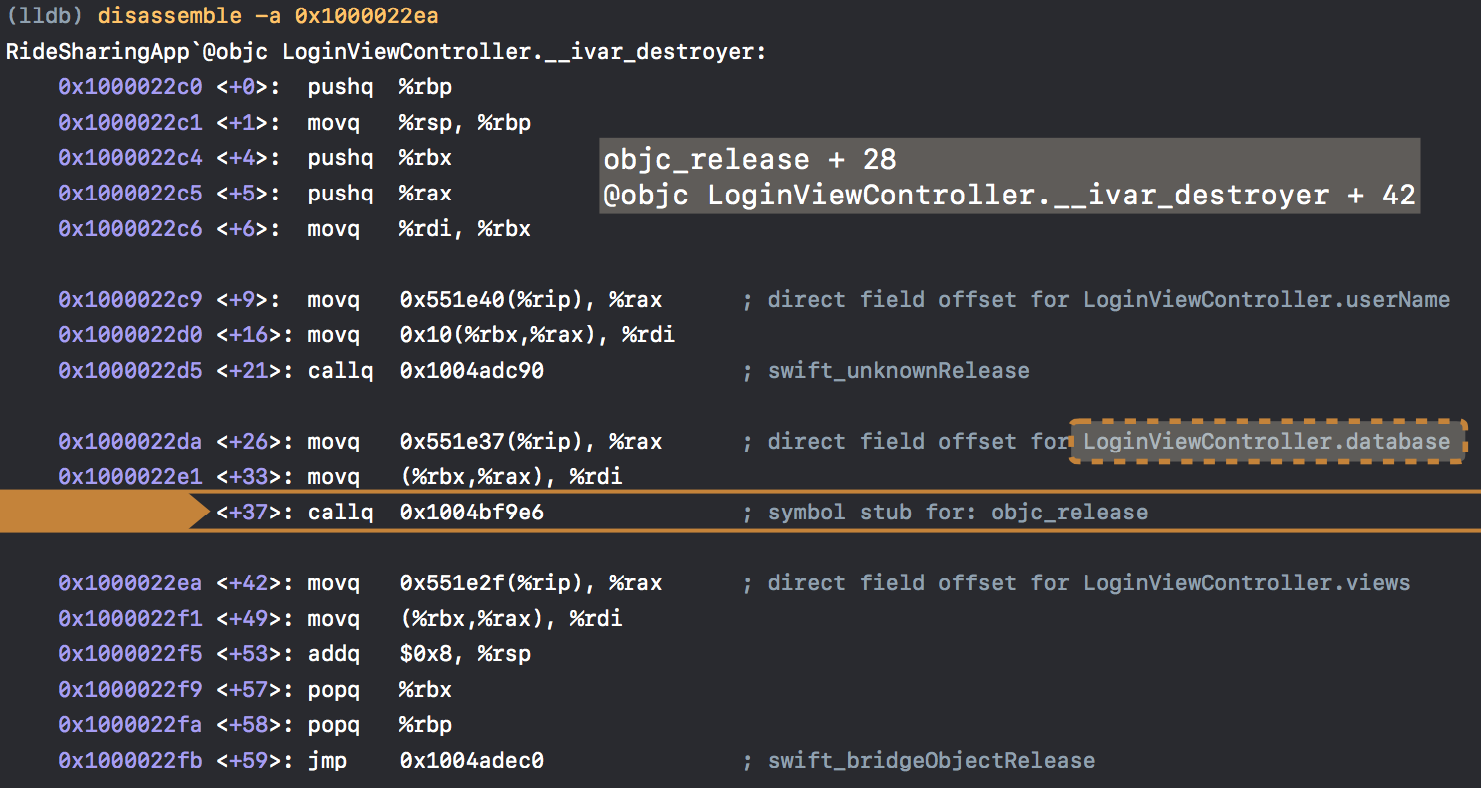 (lldb) disassemble -a 0x1000022ea
RideSharingApp`@objc LoginViewController.__ivar_destroyer:
0x1000022c0 <+0>: pushq %rbp
0x1000022c1 <+1>: movq %rsp, %rbp
0x1000022c4 <+4>: pushq %rbx
0x1000022c5 <+5>: pushq %rax
0x1000022c6 <+6>: movq %rdi, %rbx
objc_release + 28
@objc LoginViewController.__ivar_destroyer + 42
0x1000022c9 <+9>: movq 0x551e40(%rip), %rax ; direct field offset for LoginViewController.userName
0x1000022d0 <+16>: movq 0x10(%rbx,%rax), %rdi
0x1000022d5 <+21>: callq 0x1004adc90 ; swift_unknownRelease
0x1000022da <+26>: movq 0x551e37(%rip), %rax ; direct field offset for LoginViewController.database
0x1000022e1 <+33>: movq (%rbx,%rax), %rdi
<+37>: callq 0x1004bf9e6 ; symbol stub for: objc_release
0x1000022ea <+42>: movq 0x551e2f(%rip), %rax ; direct field offset for LoginViewController.views
0x1000022f1 <+49>: movq (%rbx,%rax), %rdi
0x1000022f5 <+53>: addq $0x8, %rsp
0x1000022f9 <+57>: popq %rbx
0x1000022fa <+58>: popq %rbp
0x1000022fb <+59>: jmp 0x1004adec0 ; swift_bridgeObjectRelease